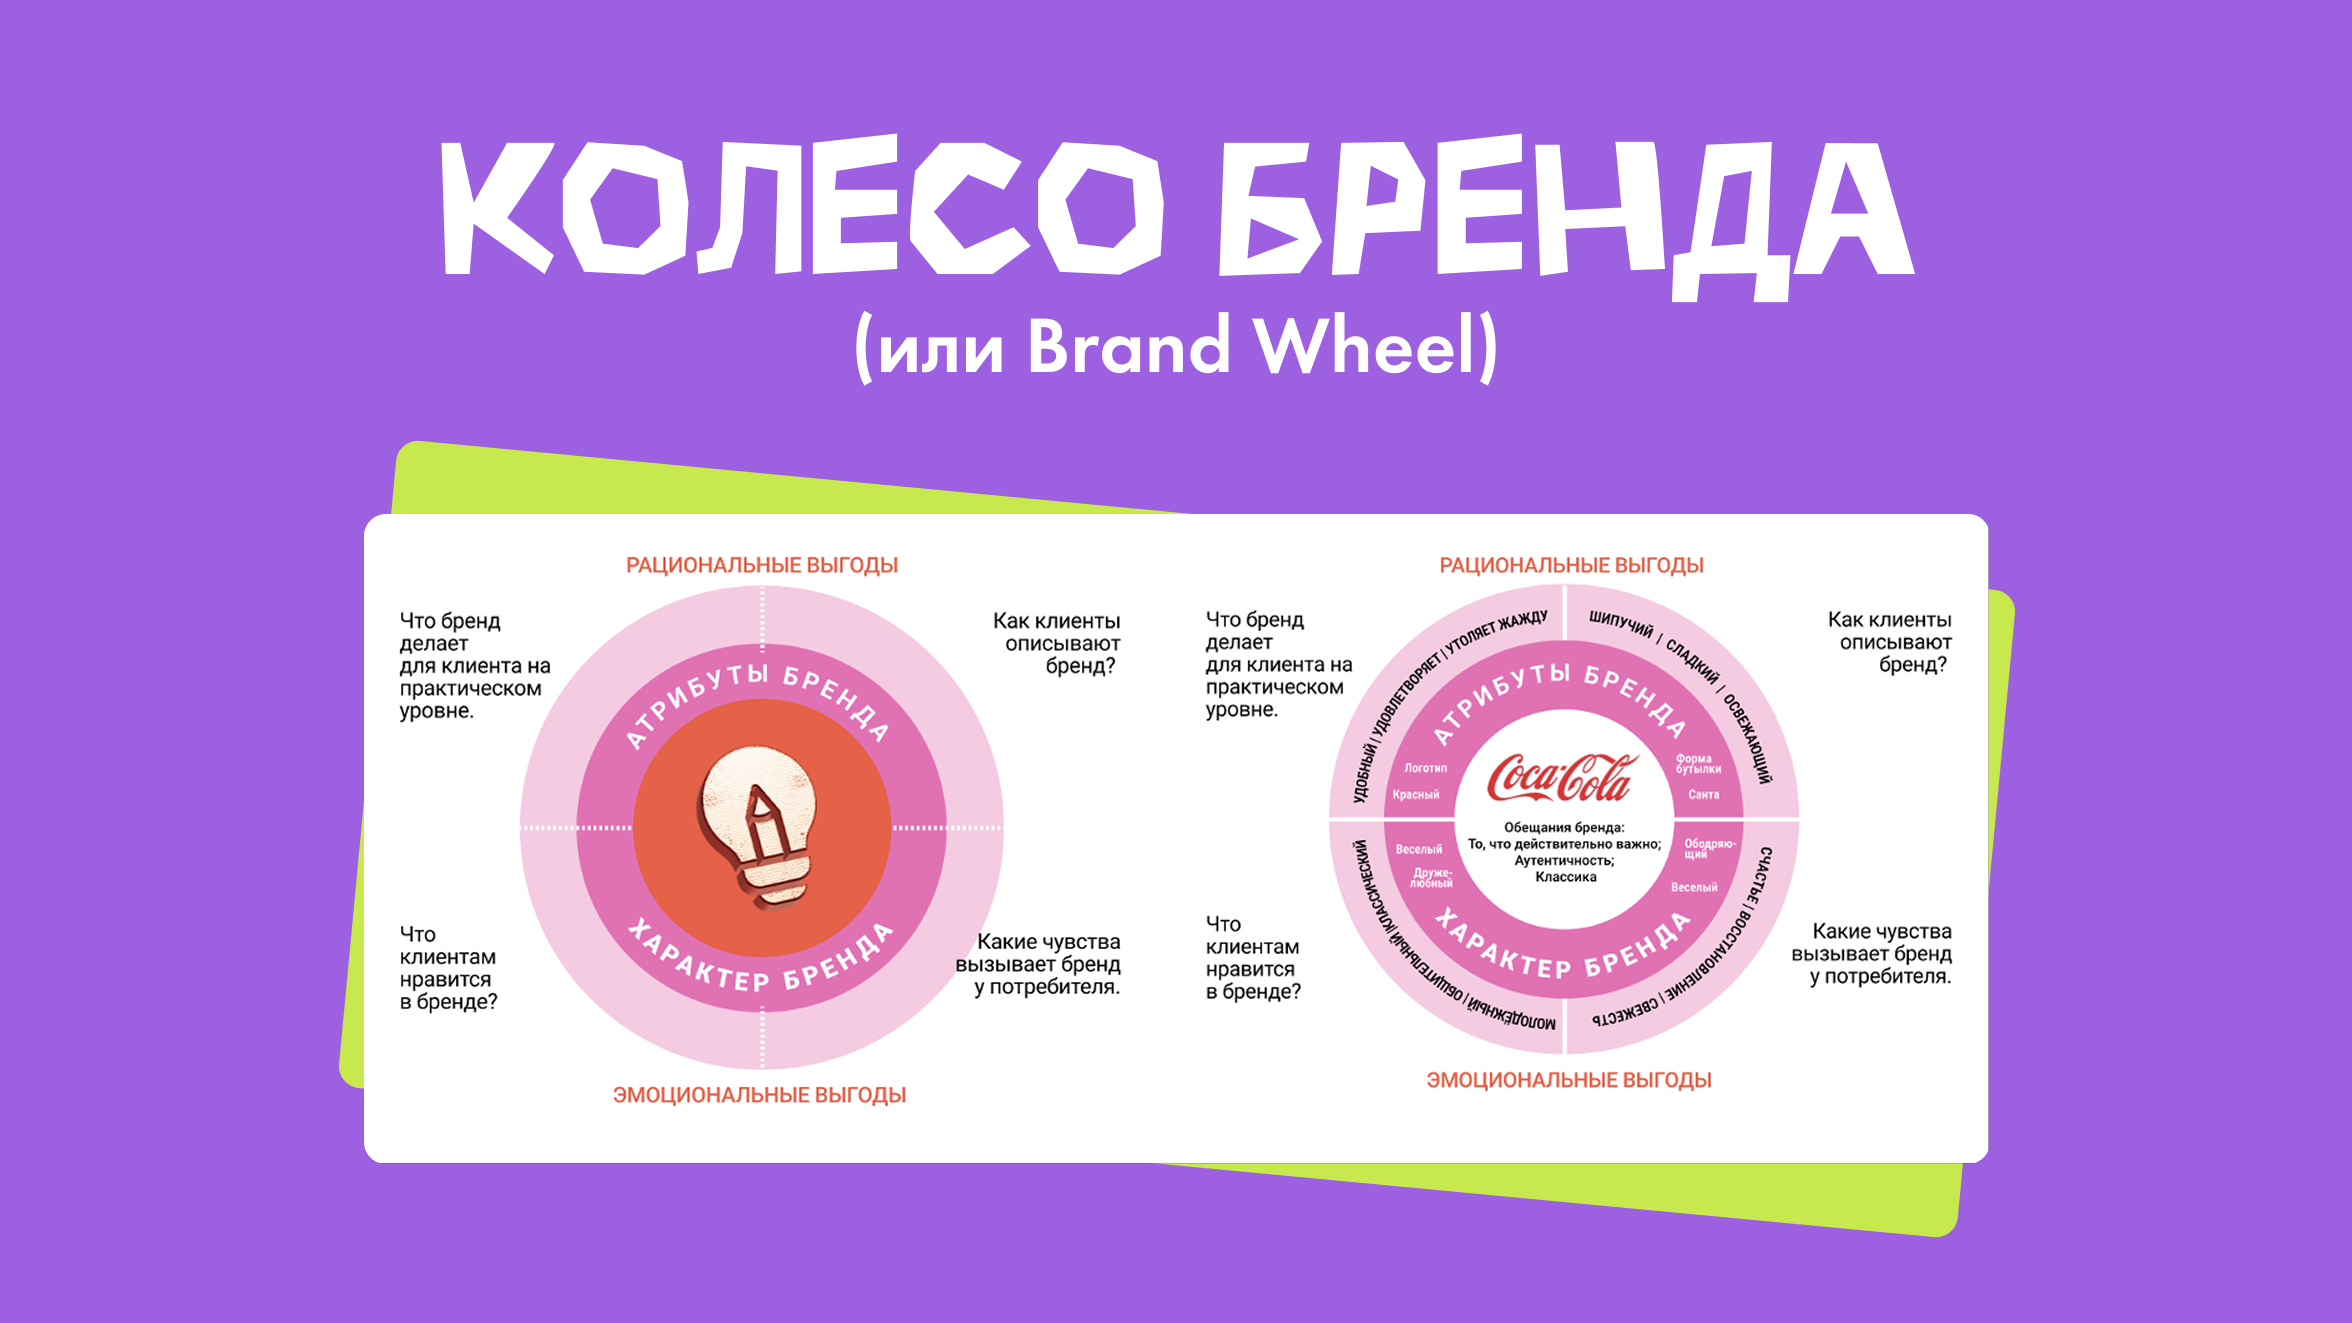 КОЛЕСО БРЕНДА
(или Brand Wheel)
РАЦИОНАЛЬНЫЕ ВЫГОДЫ
Что бренд
делает
для клиента на
практическом
уровне.
Как клиенты
описывают
бренд?
АТРИБУТЫ БРЕНДА
ХАРАКТЕР БРЕНДА
Что
клиентам
нравится
в бренде?
Какие чувства
вызывает бренд
у потребителя.
ЭМОЦИОНАЛЬНЫЕ ВЫГОДЫ
РАЦИОНАЛЬНЫЕ ВЫГОДЫ
Что бренд
делает
для клиента на
практическом
уровне.
Как клиенты
описывают
бренд?
УДОБНЫЙ | УДОВЛЕТВОРЯЕТ | УТОЛЯЕТ ЖАЖДУ
ШИПУЧИЙ | СЛАДКИЙ | ОСВЕЖАЮЩИЙ
АТРИБУТЫ БРЕНДА
Логотип
Красный
Форма
бутылки
Санта
Coca-Cola
Обещания бренда:
То, что действительно важно;
Аутентичность;
Классика
Веселый
Друже-
любный
Ободряю-
щий
Веселый
ХАРАКТЕР БРЕНДА
МОЛОДЁЖНЫЙ | ОБЩИТЕЛЬНЫЙ | КЛАССИЧЕСКИЙ
СЧАСТЬЕ | ВОССТАНОВЛЕНИЕ | СВЕЖЕСТЬ
Что
клиентам
нравится
в бренде?
Какие чувства
вызывает бренд
у потребителя.
ЭМОЦИОНАЛЬНЫЕ ВЫГОДЫ